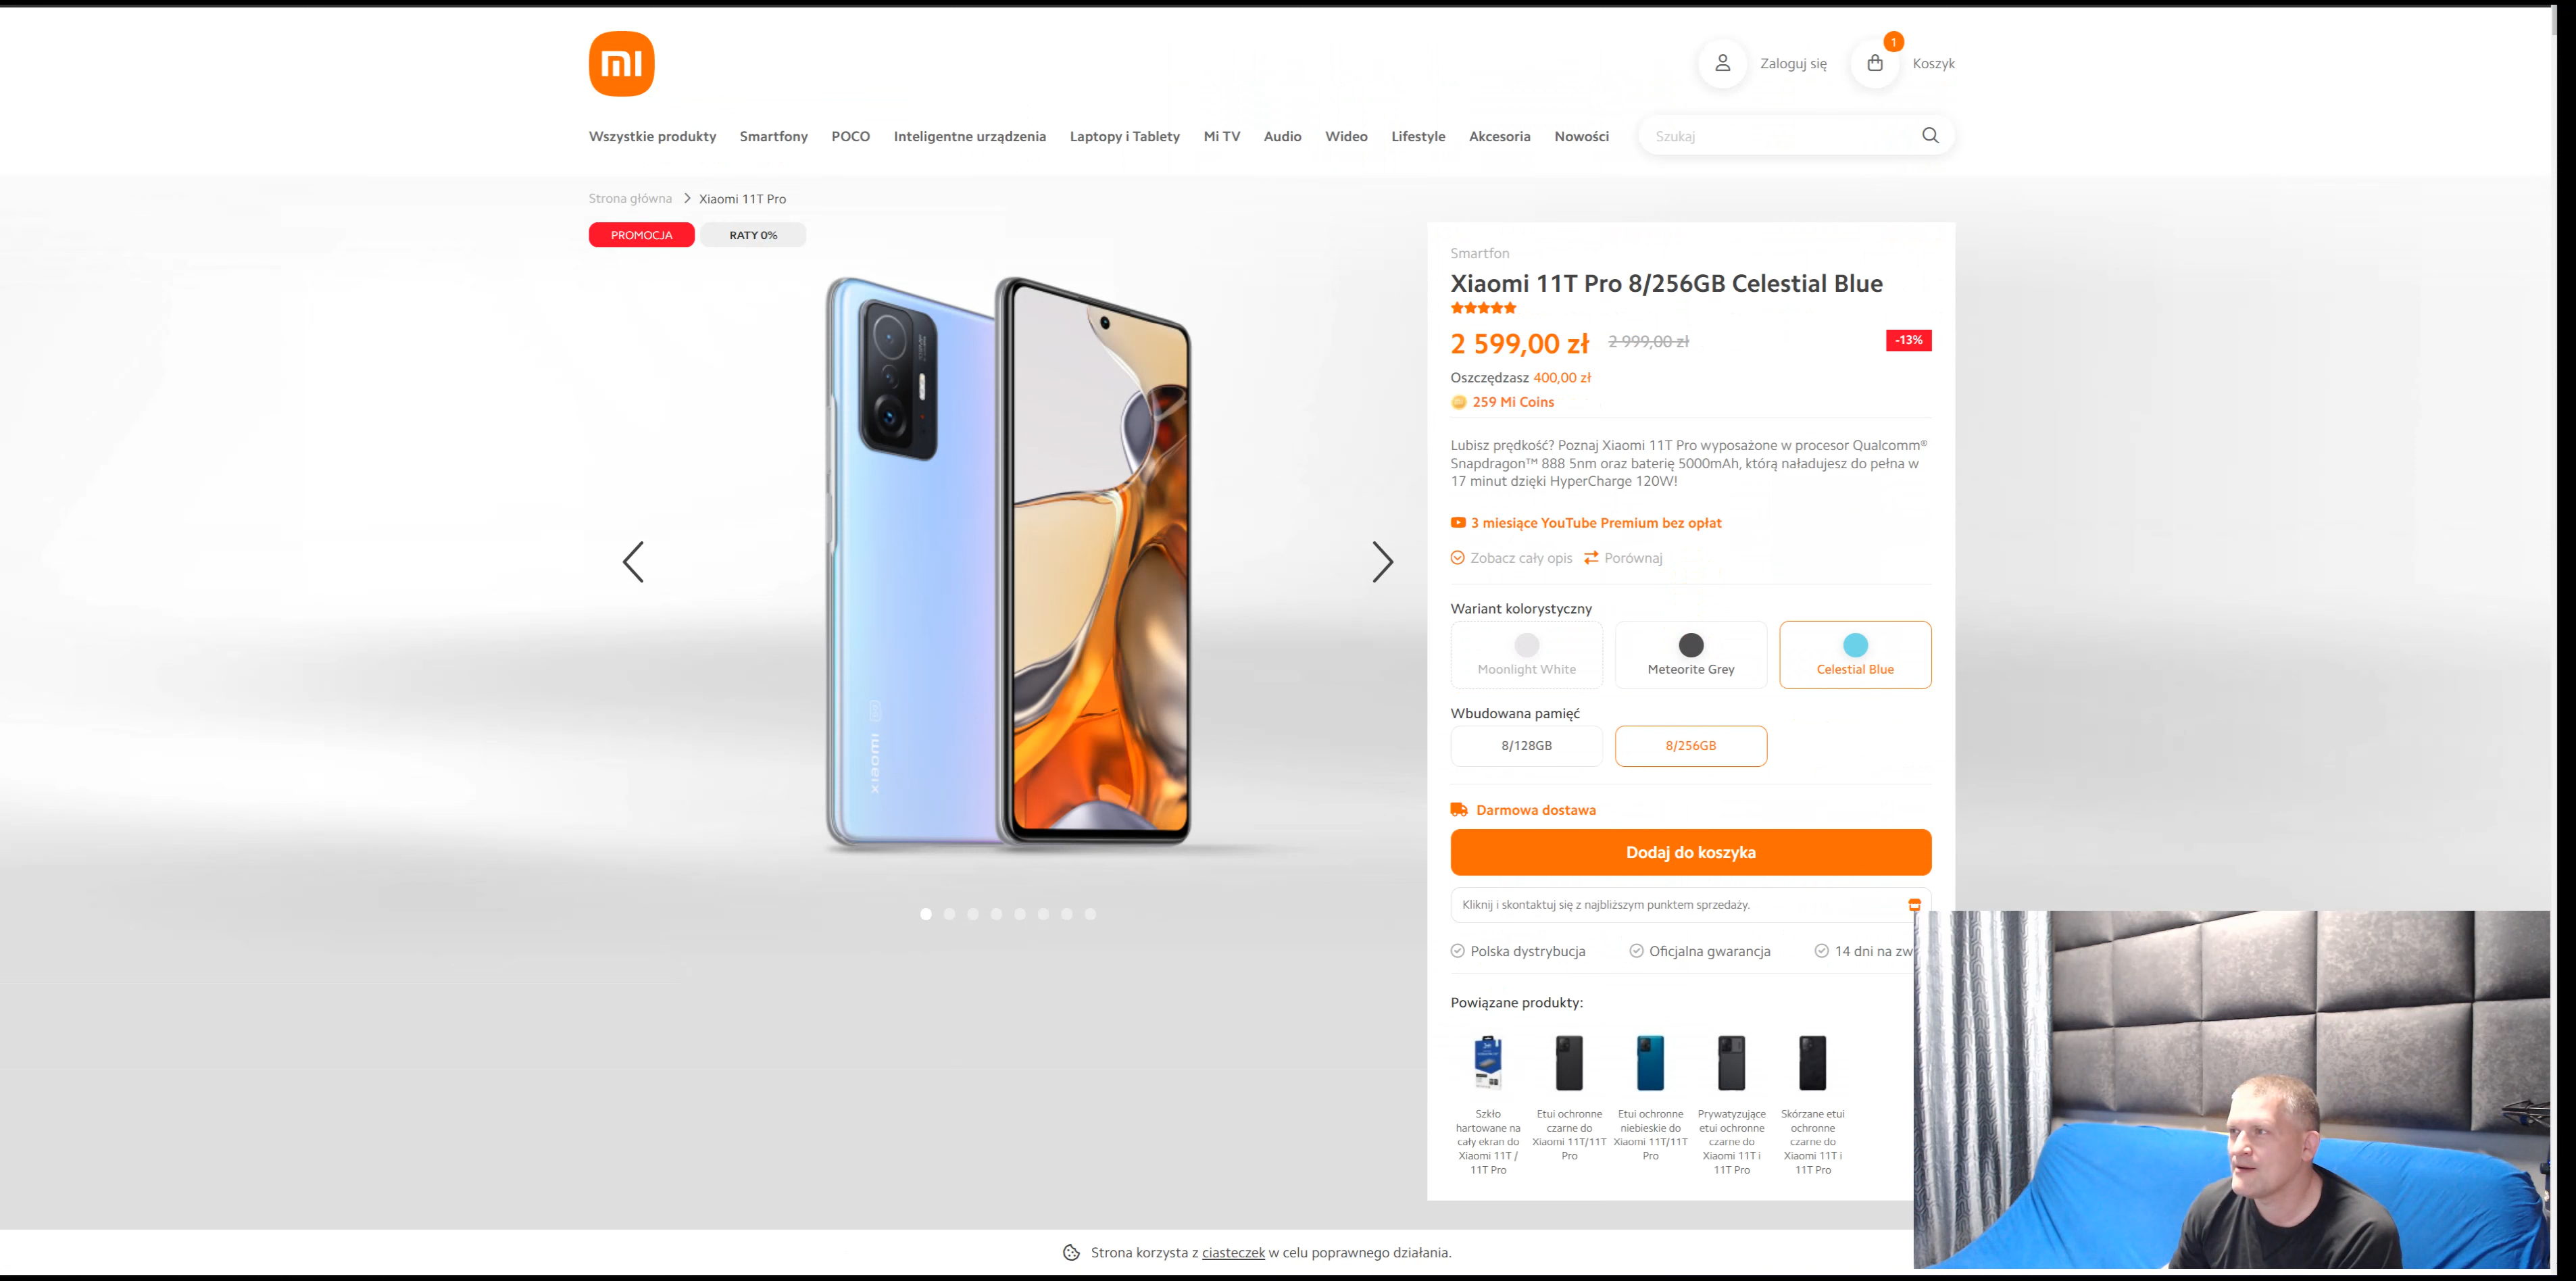 mi
Zaloguj się
1
Koszyk
Wszystkie produkty
Smartfony
POCO
Inteligentne urządzenia
Laptopy i Tablety
Mi TV
Audio
Wideo
Lifestyle
Akcesoria
Nowości
Szukaj
Strona główna
Xiaomi 11T Pro
PROMOCJA
RATY 0%
xiaomi
Smartfon
Xiaomi 11T Pro 8/256GB Celestial Blue
2 599,00 zł
2 999,00 zł
-13%
Oszczędzasz 400,00 zł
259 Mi Coins
Lubisz prędkość? Poznaj Xiaomi 11T Pro wyposażone w procesor Qualcomm®
Snapdragon™ 888 5nm oraz baterię 5000mAh, którą naładujesz do pełna w
17 minut dzięki HyperCharge 120W!
3 miesiące YouTube Premium bez opłat
Zobacz cały opis
Porównaj
Wariant kolorystyczny
Moonlight White
Meteorite Grey
Celestial Blue
Wbudowana pamięć
8/128GB
8/256GB
Darmowa dostawa
Dodaj do koszyka
Kliknij i skontaktuj się z najbliższym punktem sprzedaży.
Polska dystrybucja
Oficjalna gwarancja
14 dni na zw
Powiązane produkty:
Szkło
hartowane na
cały ekran do
Xiaomi 11T /
11T Pro
Etui ochronne
czarne do
Xiaomi 11T/11T
Pro
Etui ochronne
niebieskie do
Xiaomi 11T/11T
Pro
Prywatyzujące
etui ochronne
czarne do
Xiaomi 11T i
11T Pro
Skórzane etui
ochronne
czarne do
Xiaomi 11T i
11T Pro
Strona korzysta z ciasteczek w celu poprawnego działania.